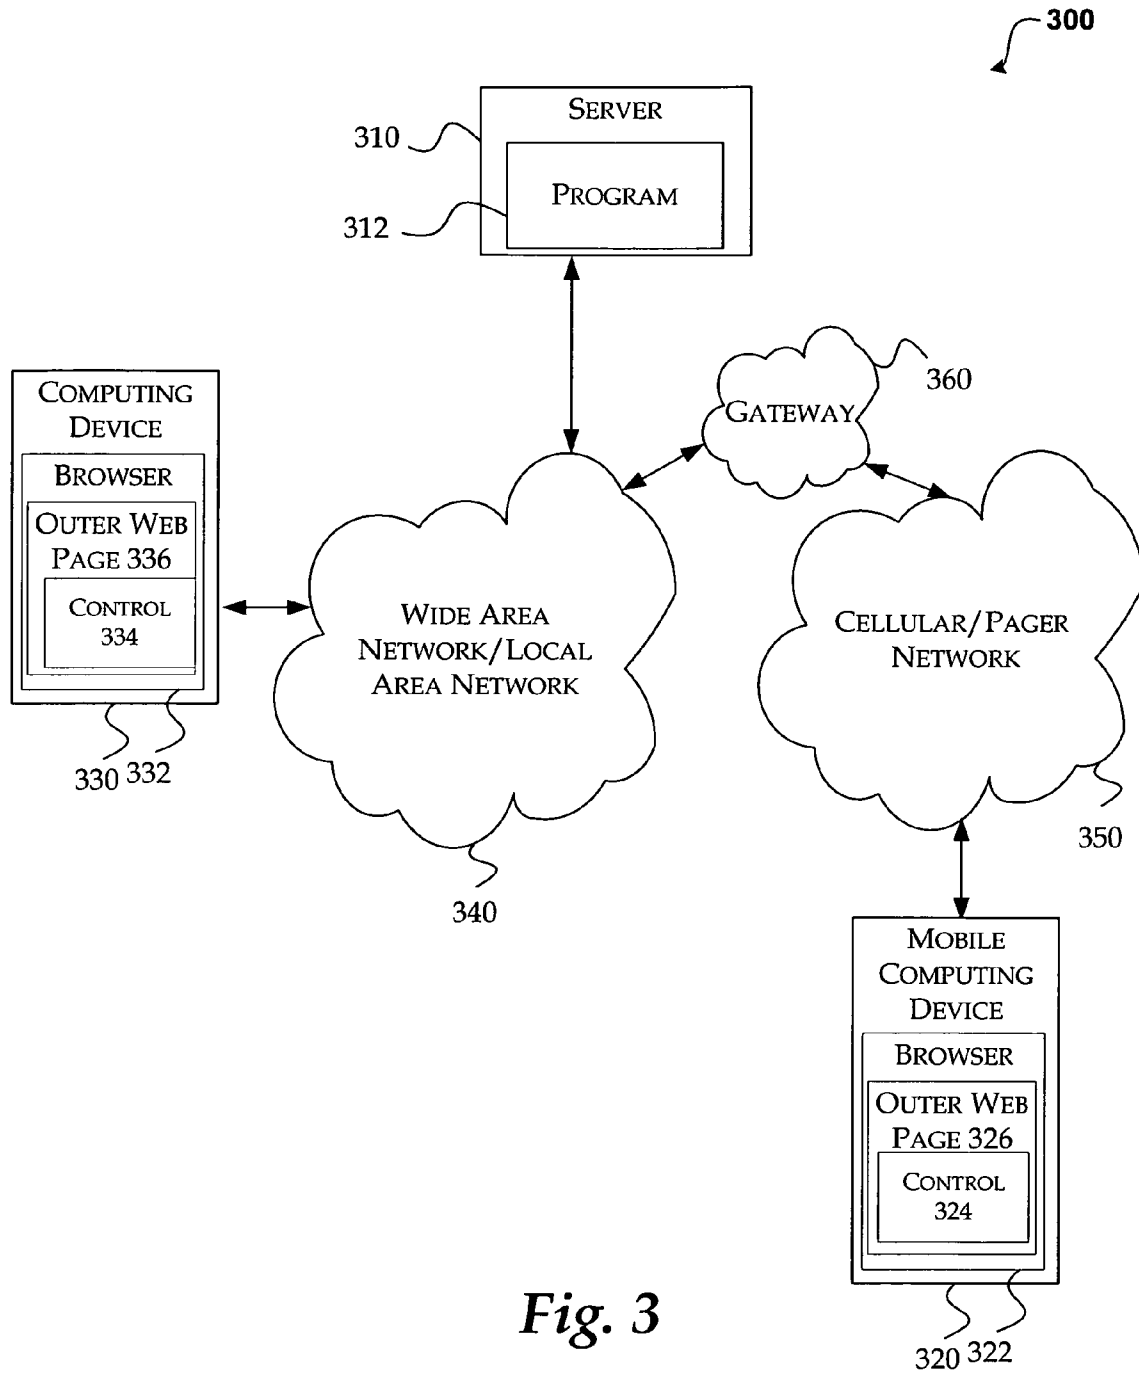 300
SERVER
310
PROGRAM
312
360
GATEWAY
COMPUTING
DEVICE
BROWSER
OUTER WEB
PAGE 336
CONTROL
334
330 332
WIDE AREA
NETWORK/LOCAL
AREA NETWORK
340
CELLULAR/PAGER
NETWORK
350
MOBILE
COMPUTING
DEVICE
BROWSER
OUTER WEB
PAGE 326
CONTROL
324
320 322
Fig. 3